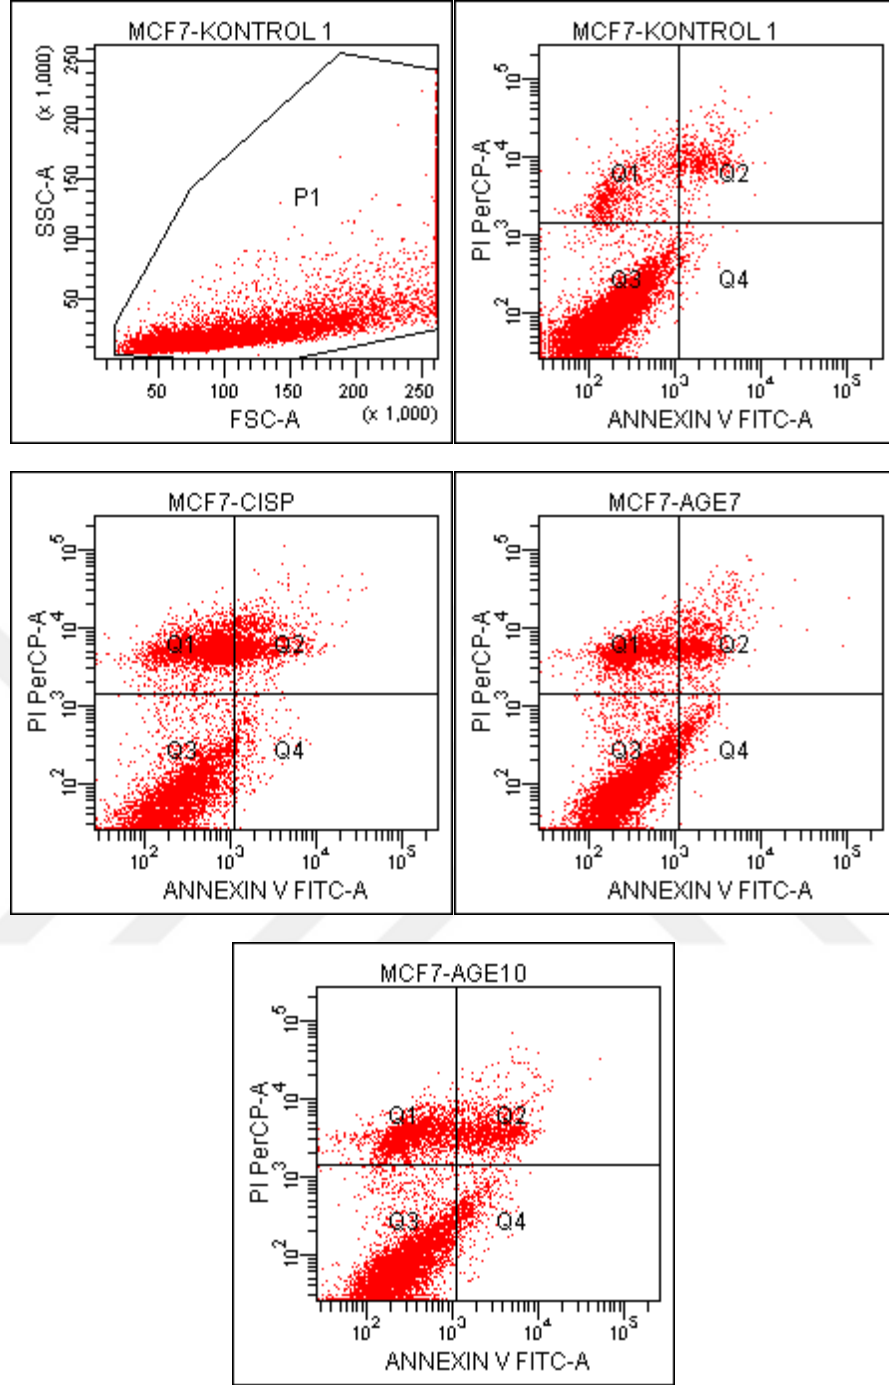 MCF7-KONTROL 1
SSC-A
(x 1,000)
250
200
150
100
50
P1
50 100 150 200 250
FSC-A
(x 1,000)
MCF7-KONTROL 1
PI PerCP-A
10^5
10^4
10^3
10^2
Q1 Q2
Q3 Q4
10^2 10^3 10^4 10^5
ANNEXIN V FITC-A
MCF7-CISP
PI PerCP-A
10^5
10^4
10^3
10^2
Q1 Q2
Q3 Q4
10^2 10^3 10^4 10^5
ANNEXIN V FITC-A
MCF7-AGE7
PI PerCP-A
10^5
10^4
10^3
10^2
Q1 Q2
Q3 Q4
10^2 10^3 10^4 10^5
ANNEXIN V FITC-A
MCF7-AGE10
PI PerCP-A
10^5
10^4
10^3
10^2
Q1 Q2
Q3 Q4
10^2 10^3 10^4 10^5
ANNEXIN V FITC-A